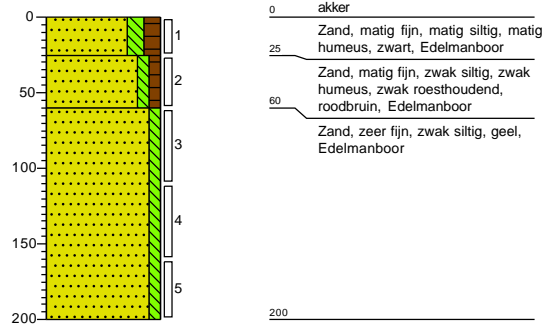 0
50
100
150
200
1
2
3
4
5
0
akker
Zand, matig fijn, matig siltig, matig
humeus, zwart, Edelmanboor
25
Zand, matig fijn, zwak siltig, zwak
humeus, zwak roesthoudend,
roodbruin, Edelmanboor
60
Zand, zeer fijn, zwak siltig, geel,
Edelmanboor
200